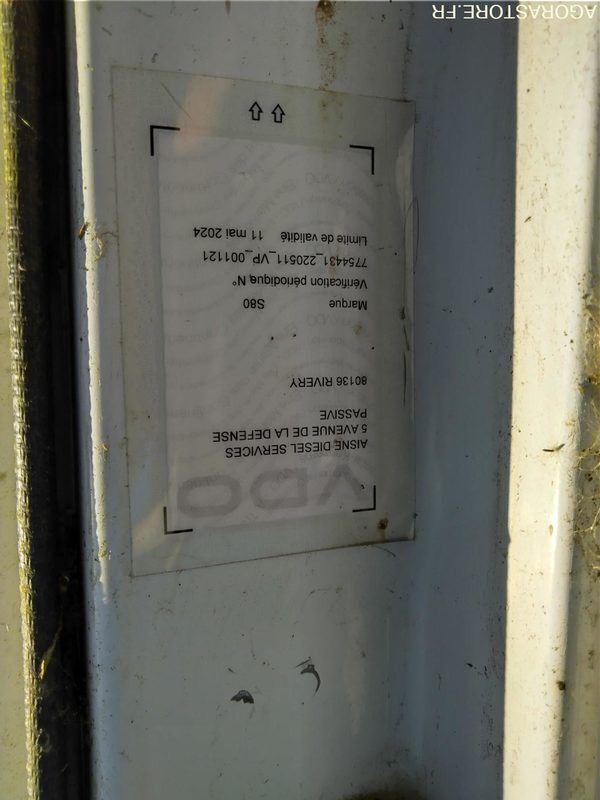 VDO
AISNE DIESEL SERVICES
5 AVENUE DE LA DEFENSE
PASSIVE
80136 RIVERY
Marque S80
Vérification périodique N°
7754431_220511_VP_001121
Limite de validité 11 mai 2024
AGORASTORE.FR